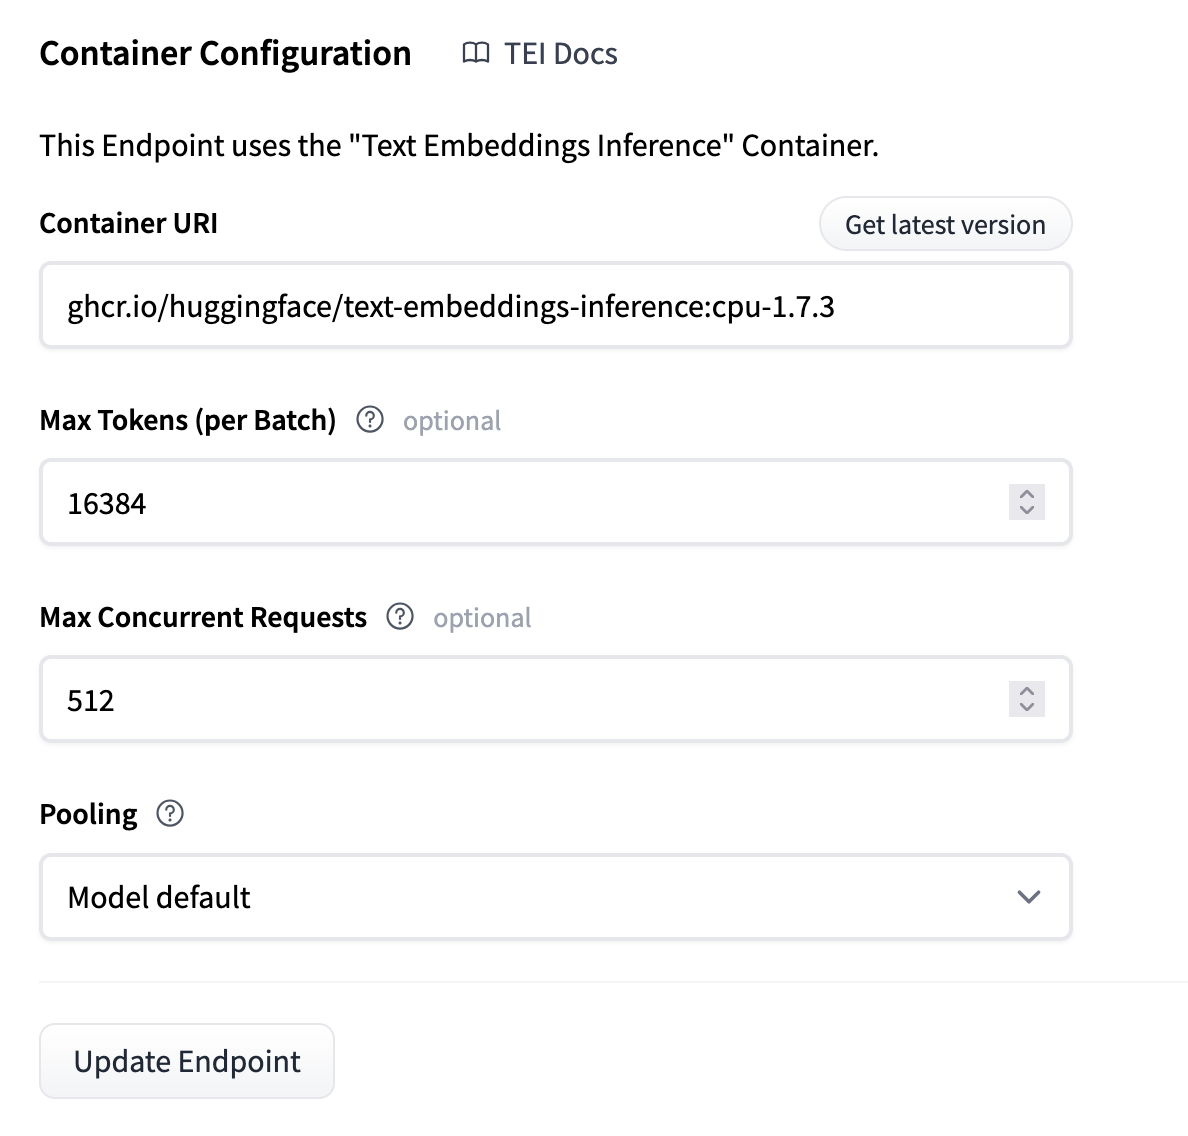 Container Configuration TEI Docs
This Endpoint uses the "Text Embeddings Inference" Container.
Container URI Get latest version
ghcr.io/huggingface/text-embeddings-inference:cpu-1.7.3
Max Tokens (per Batch) ? optional
16384
Max Concurrent Requests ? optional
512
Pooling ?
Model default
Update Endpoint